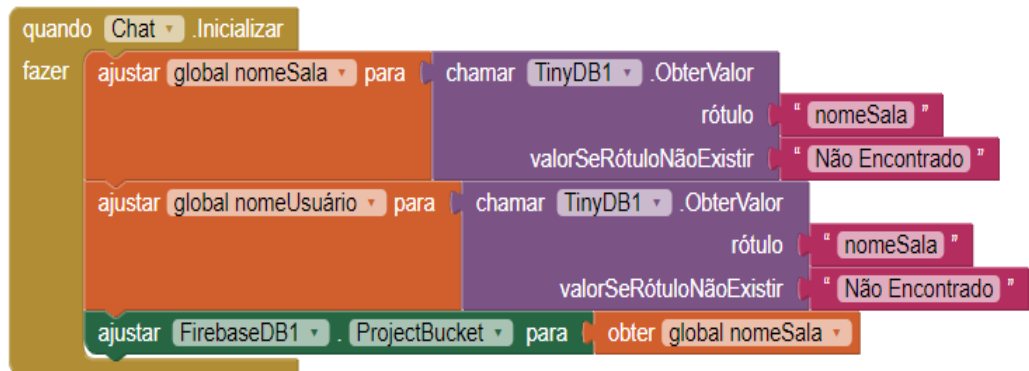 quando Chat .Inicializar
fazer ajustar global nomeSala para chamar TinyDB1 .ObterValor
rótulo “ nomeSala ”
valorSeRótuloNãoExistir “ Não Encontrado ”
ajustar global nomeUsuário para chamar TinyDB1 .ObterValor
rótulo “ nomeSala ”
valorSeRótuloNãoExistir “ Não Encontrado ”
ajustar FirebaseDB1 . ProjectBucket para obter global nomeSala